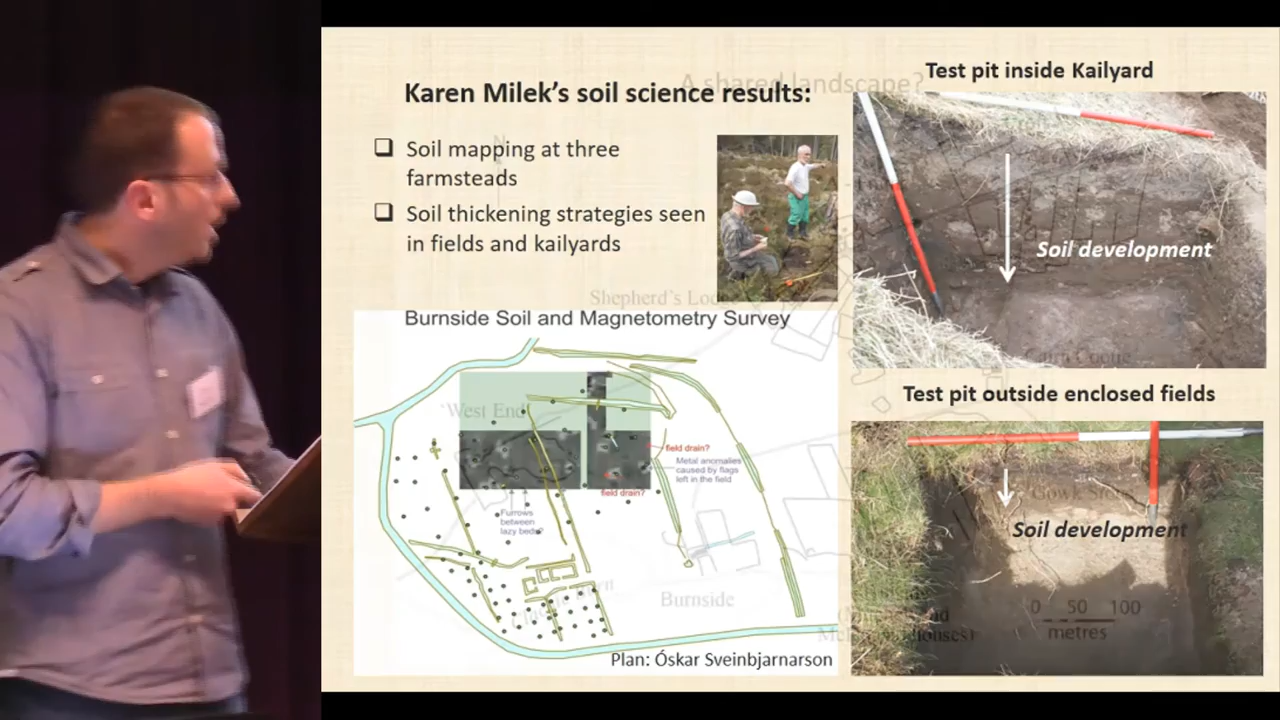 A shared landscape?
Karen Milek's soil science results:
Soil mapping at three
farmsteads
Soil thickening strategies seen
in fields and kailyards
Shepherd's
Burnside Soil and Magnetometry Survey
'West End'
field drain?
Metal anomalies
caused by flags
left in the field
field drain?
Furrows
between
lazy beds?
Burnside
Plan: Óskar Sveinbjarnarson
Test pit inside Kailyard
Soil development
Cairn Cootie
Test pit outside enclosed fields
Soil development
0 50 100
metres